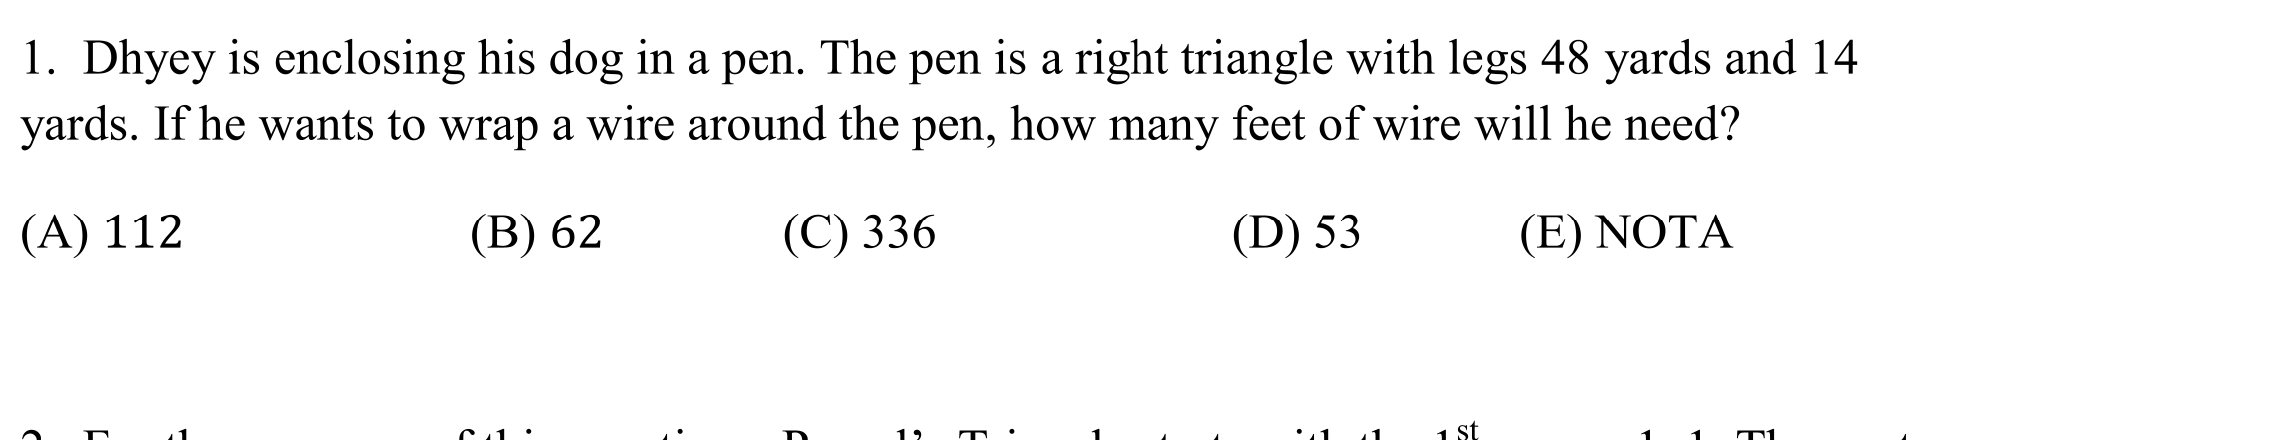 1. Dhyey is enclosing his dog in a pen. The pen is a right triangle with legs 48 yards and 14
yards. If he wants to wrap a wire around the pen, how many feet of wire will he need?
(A) 112 (B) 62 (C) 336 (D) 53 (E) NOTA
1st